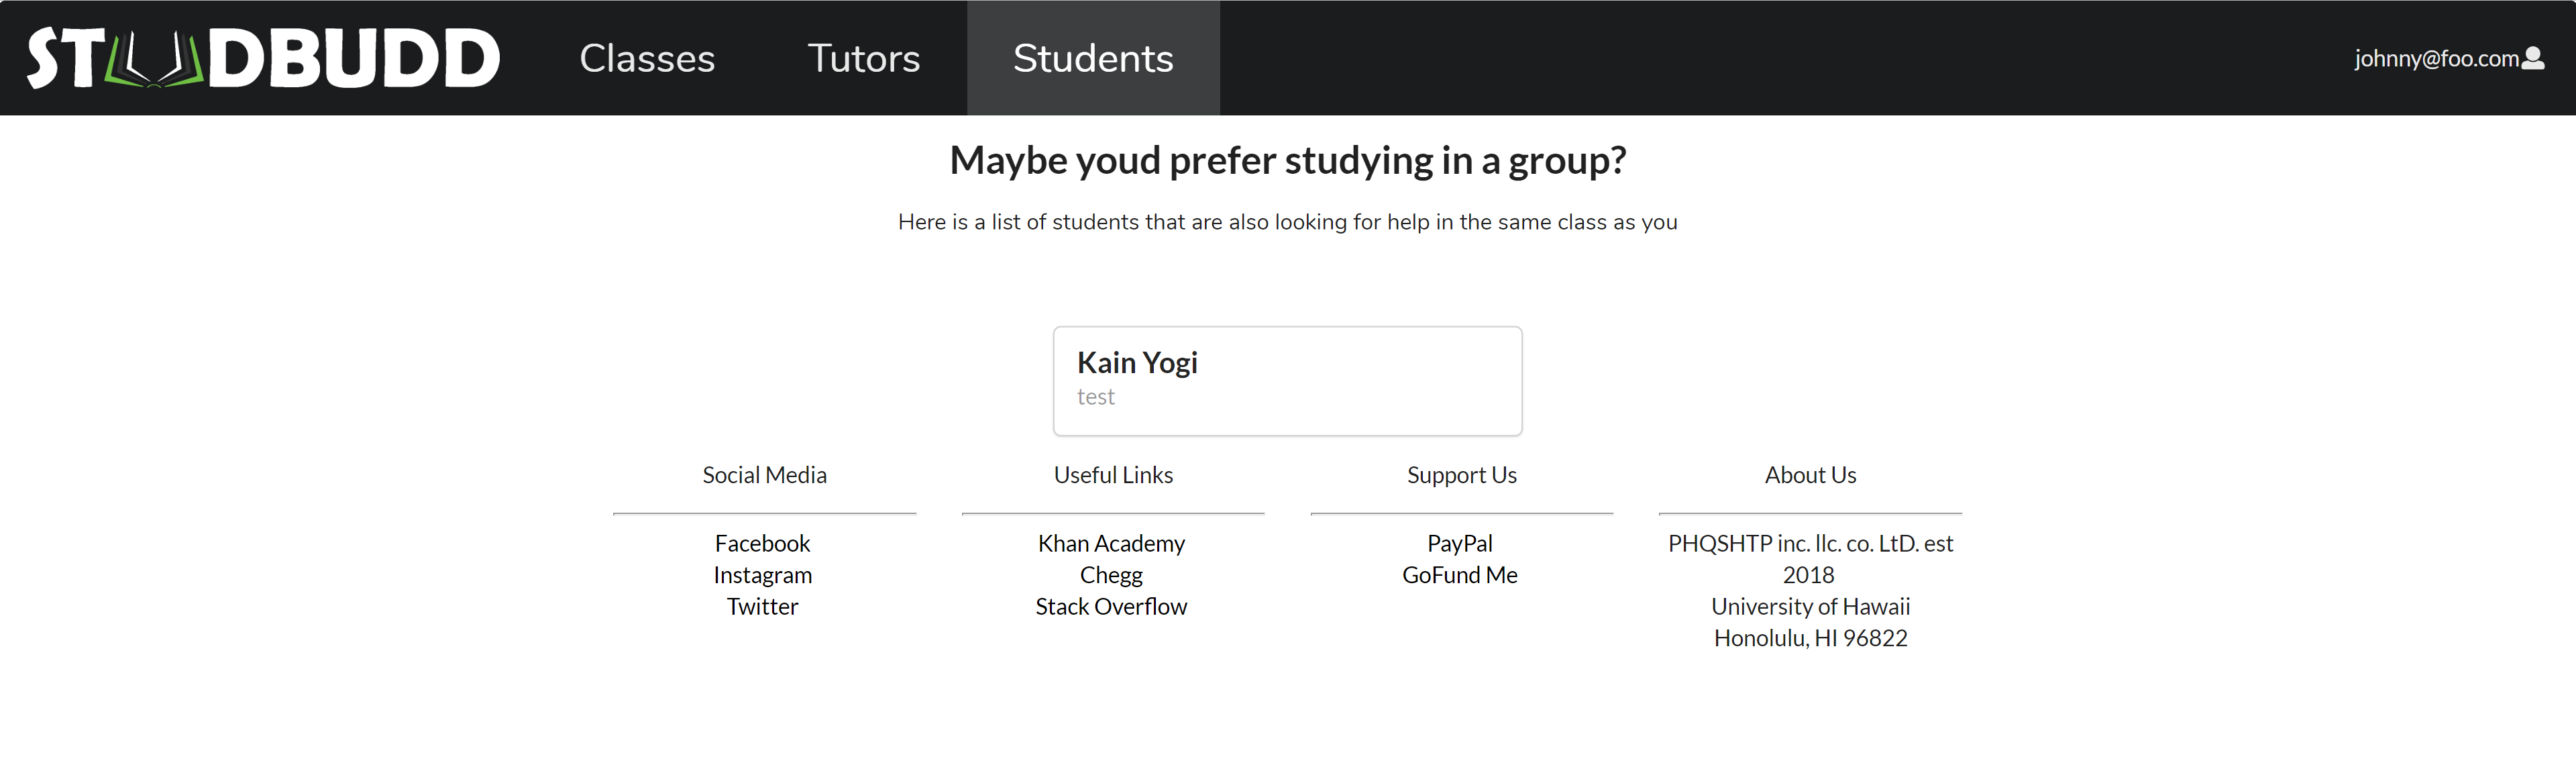 STUDBUDD Classes Tutors Students johnny@foo.com
Maybe youd prefer studying in a group?
Here is a list of students that are also looking for help in the same class as you
Kain Yogi
test
Social Media
Facebook
Instagram
Twitter
Useful Links
Khan Academy
Chegg
Stack Overflow
Support Us
PayPal
GoFund Me
About Us
PHQSHTP inc. llc. co. LtD. est
2018
University of Hawaii
Honolulu, HI 96822